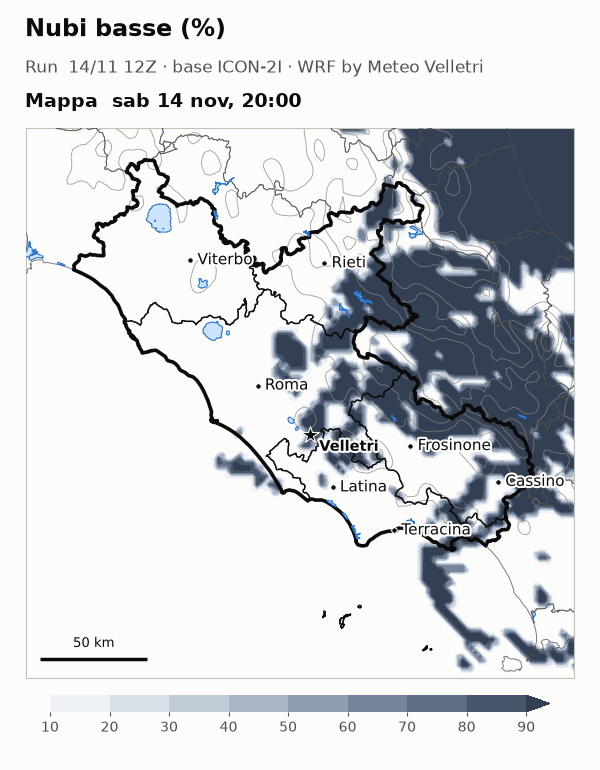 Nubi basse (%)
Run 14/11 12Z · base ICON-2I · WRF by Meteo Velletri
Mappa sab 14 nov, 20:00
Viterbo
Rieti
Roma
Velletri
Frosinone
Latina
Cassino
Terracina
50 km
10 20 30 40 50 60 70 80 90